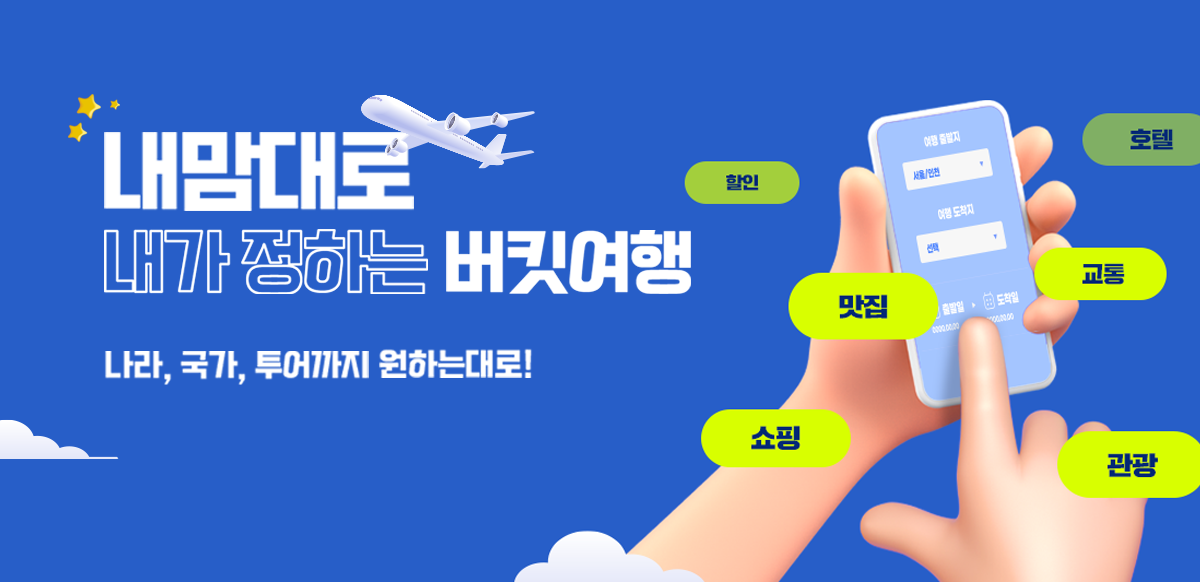 내맘대로
내가 정하는 버킷여행
나라, 국가, 투어까지 원하는대로!
할인
호텔
교통
맛집
쇼핑
관광
여행 출발지
서울/인천
여행 도착지
선택
출발일
도착일